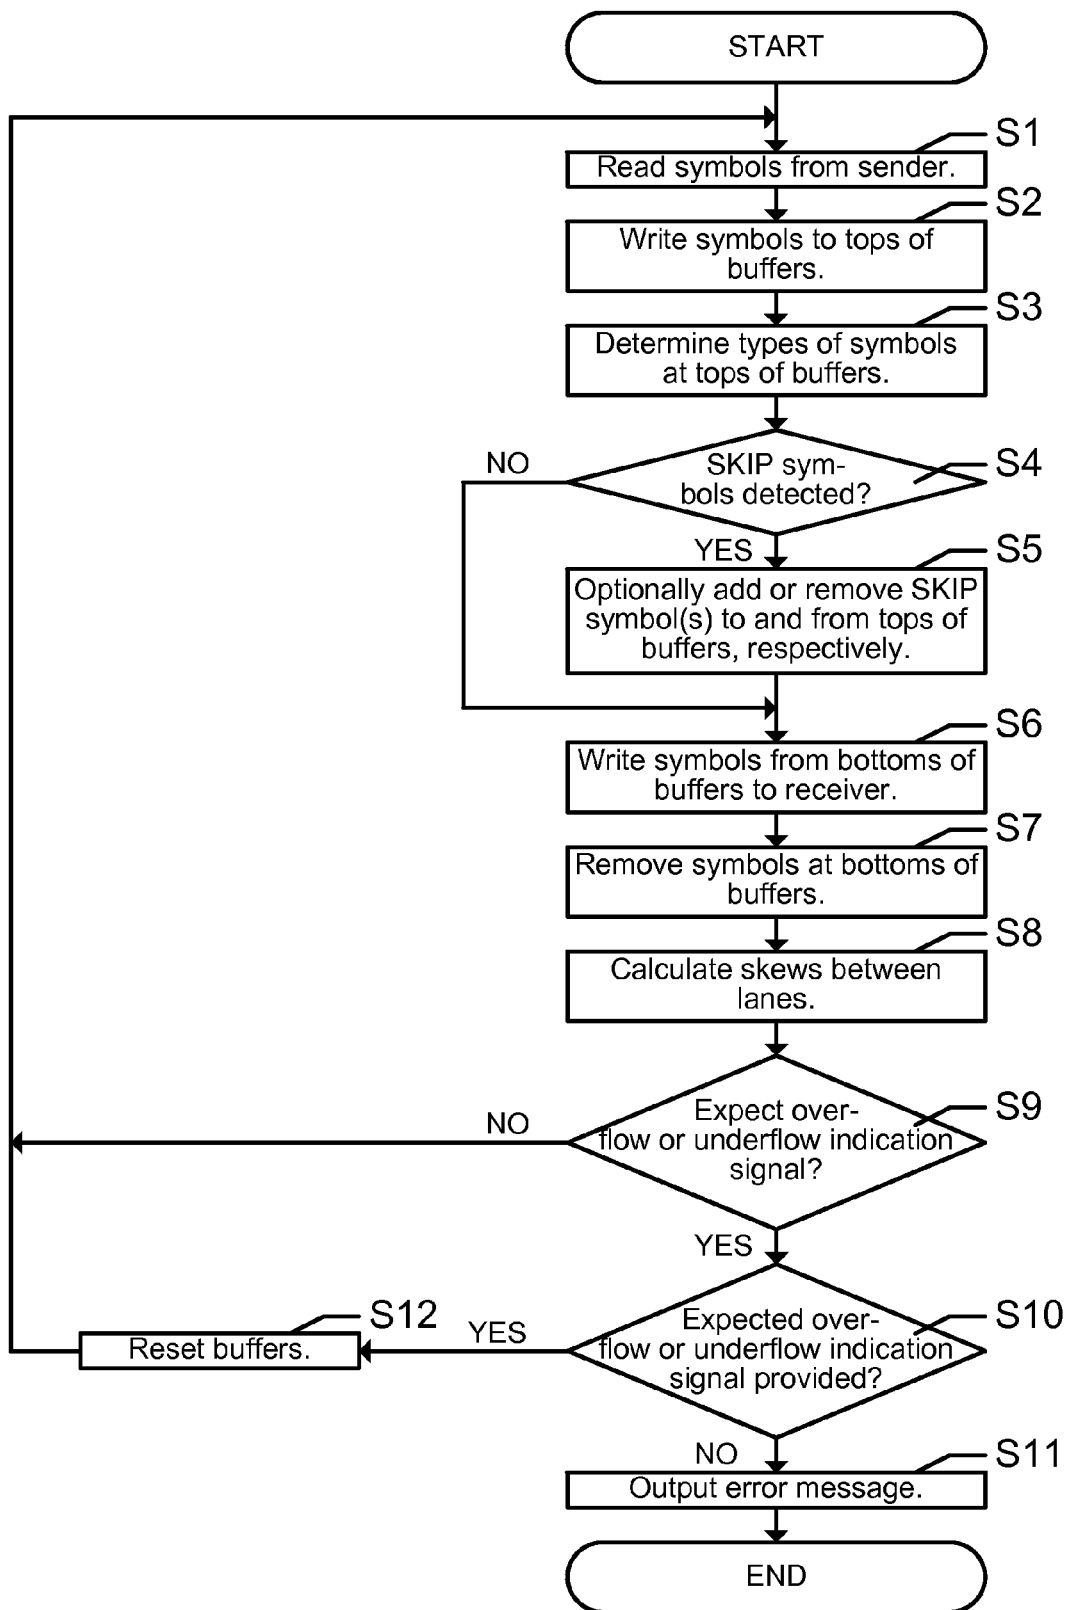 START
S1
Read symbols from sender.
S2
Write symbols to tops of
buffers.
S3
Determine types of symbols
at tops of buffers.
NO
S4
SKIP sym-
bols detected?
YES
S5
Optionally add or remove SKIP
symbol(s) to and from tops of
buffers, respectively.
S6
Write symbols from bottoms of
buffers to receiver.
S7
Remove symbols at bottoms of
buffers.
S8
Calculate skews between
lanes.
NO
S9
Expect over-
flow or underflow indication
signal?
YES
S10
Expected over-
flow or underflow indication
signal provided?
YES
S12
Reset buffers.
NO
S11
Output error message.
END